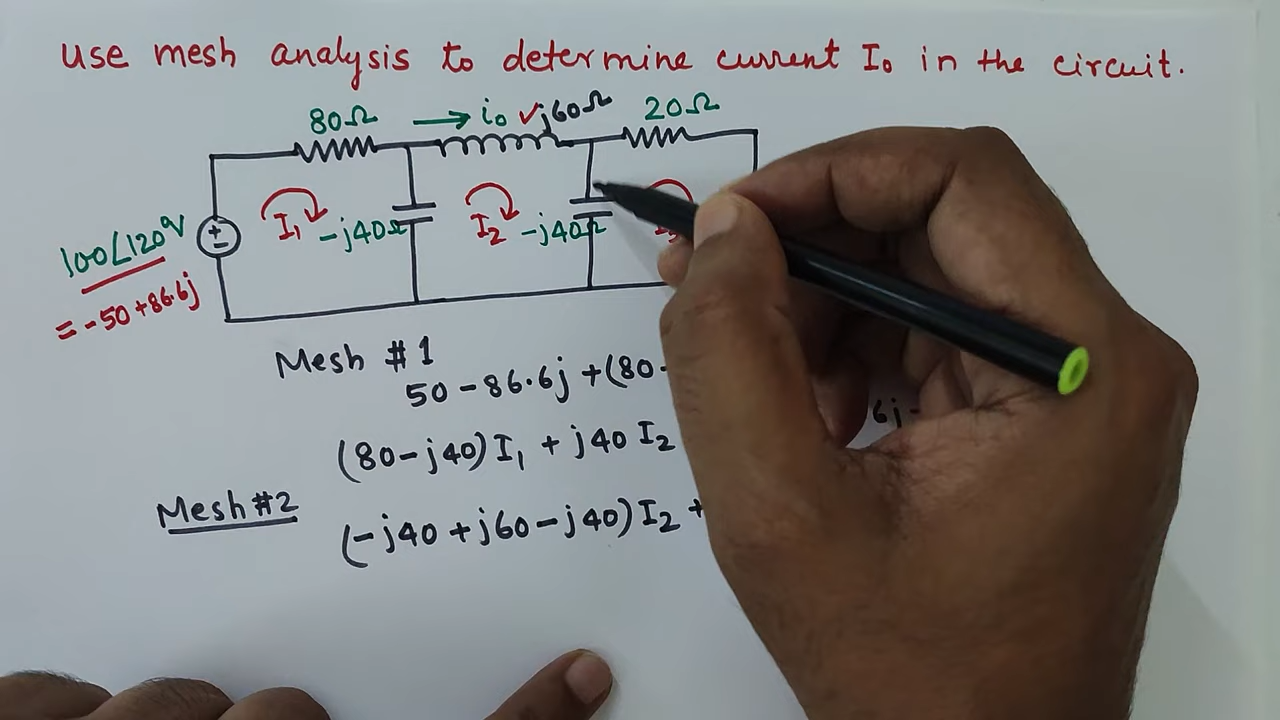 use mesh analysis to determine current I₀ in the circuit.
80Ω → i₀ ✓ j60Ω 20Ω
100∠120°V
I₁ -j40Ω I₂ -j40Ω
= -50+86.6j
Mesh #1
50-86.6j+(80-
(80-j40)I₁ + j40 I₂
Mesh #2
(-j40+j60-j40)I₂ +